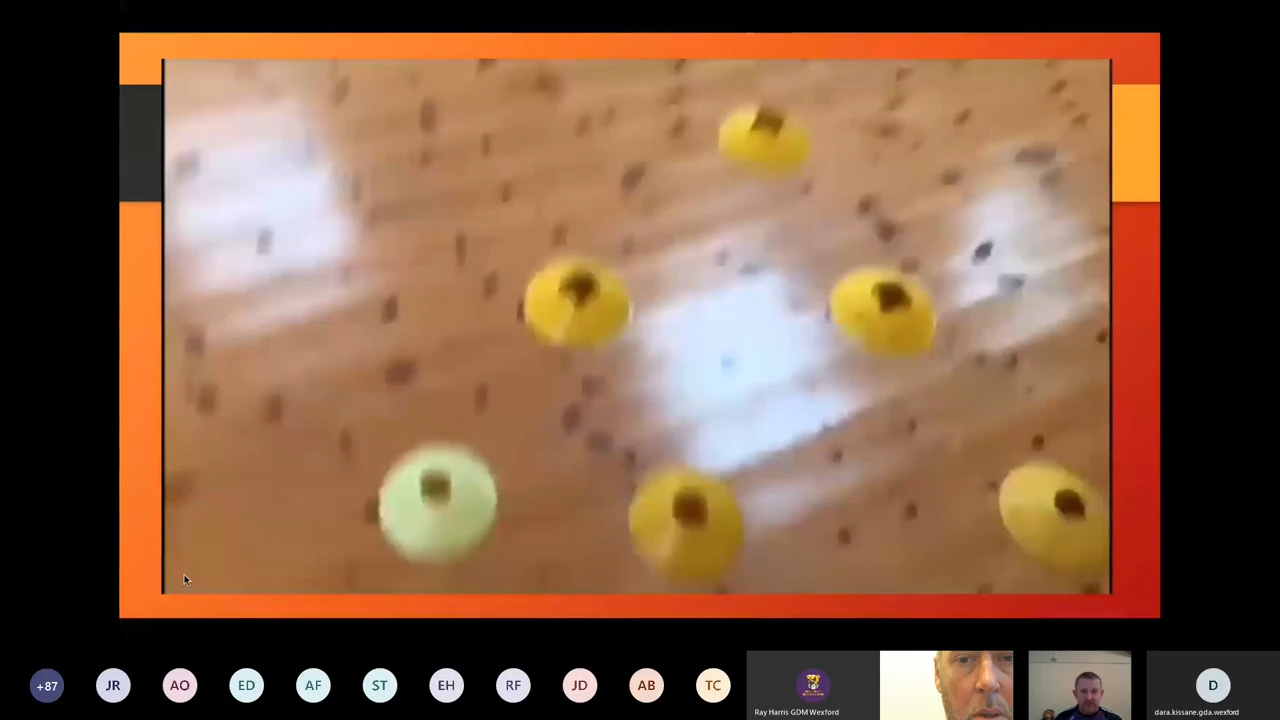 +87
JR
AO
ED
AF
ST
EH
RF
JD
AB
TC
Ray Harris GDM Wexford
D
dara.kissane.gda.wexford